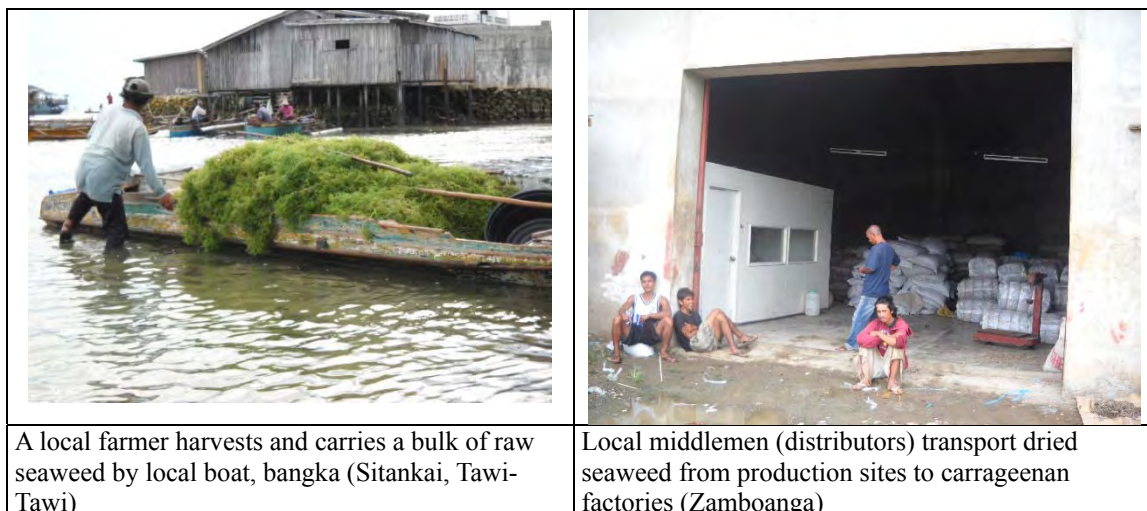 A local farmer harvests and carries a bulk of raw
seaweed by local boat, bangka (Sitankai, Tawi-
Tawi)
Local middlemen (distributors) transport dried
seaweed from production sites to carrageenan
factories (Zamboanga)